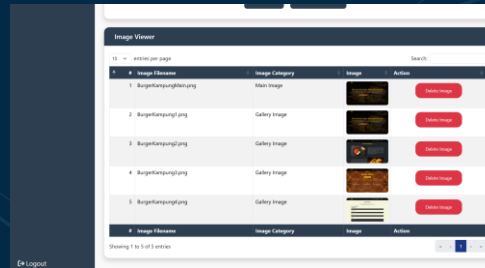 Image Viewer
10 entries per page
Search:
# Image Filename Image Category Image Action
1 BurgerKampungMain.png Main Image Delete Image
2 BurgerKampung1.png Gallery Image Delete Image
3 BurgerKampung2.png Gallery Image Delete Image
4 BurgerKampung3.png Gallery Image Delete Image
5 BurgerKampung4.png Gallery Image Delete Image
# Image Filename Image Category Image Action
Showing 1 to 5 of 5 entries
« ‹ 1 › »
Logout